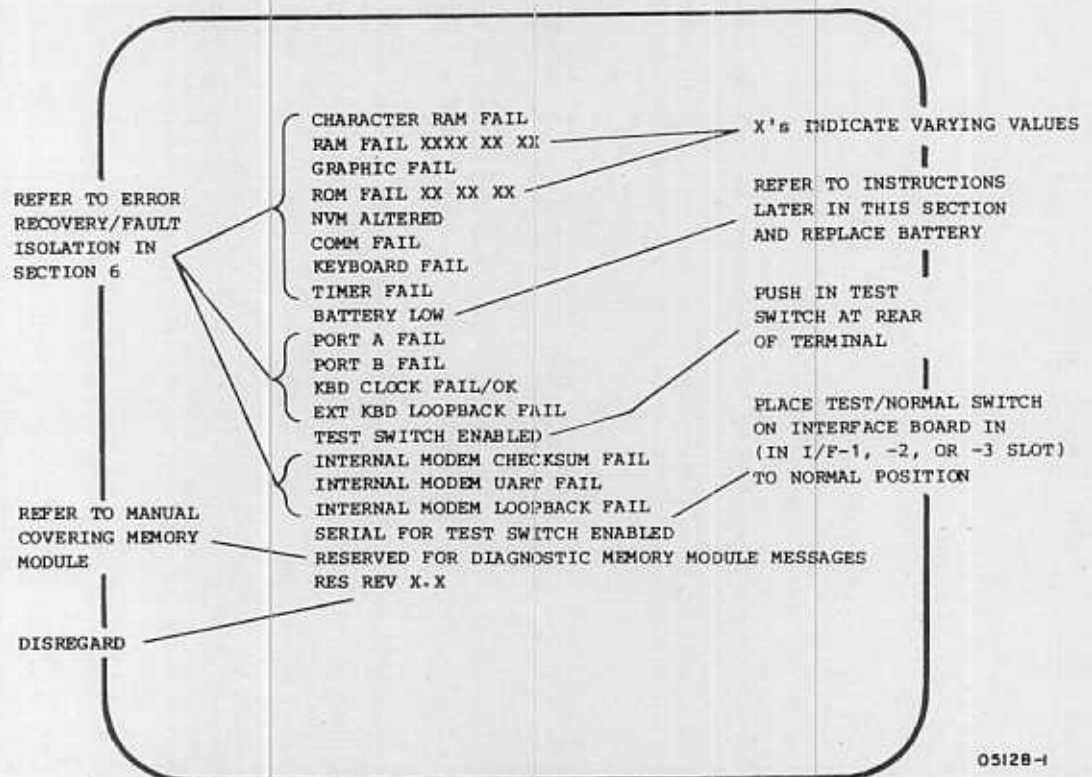 REFER TO ERROR
RECOVERY/FAULT
ISOLATION IN
SECTION 6
REFER TO MANUAL
COVERING MEMORY
MODULE
DISREGARD
CHARACTER RAM FAIL
RAM FAIL XXXX XX XX
GRAPHIC FAIL
ROM FAIL XX XX XX
NVM ALTERED
COMM FAIL
KEYBOARD FAIL
TIMER FAIL
BATTERY LOW
PORT A FAIL
PORT B FAIL
KBD CLOCK FAIL/OK
EXT KBD LOOPBACK FAIL
TEST SWITCH ENABLED
INTERNAL MODEM CHECKSUM FAIL
INTERNAL MODEM UART FAIL
INTERNAL MODEM LOOPBACK FAIL
SERIAL FOR TEST SWITCH ENABLED
RESERVED FOR DIAGNOSTIC MEMORY MODULE MESSAGES
RES REV X.X
X's INDICATE VARYING VALUES
REFER TO INSTRUCTIONS
LATER IN THIS SECTION
AND REPLACE BATTERY
PUSH IN TEST
SWITCH AT REAR
OF TERMINAL
PLACE TEST/NORMAL SWITCH
ON INTERFACE BOARD IN
(IN I/F-1, -2, OR -3 SLOT)
TO NORMAL POSITION
05128-1